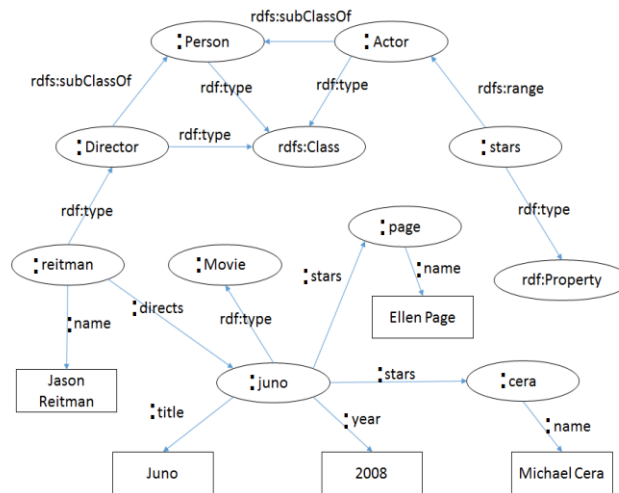 rdfs:subClassOf
:Person
:Actor
rdfs:subClassOf
rdf:type
rdf:type
rdfs:range
:Director
rdf:type
rdfs:Class
:stars
rdf:type
:page
rdf:type
:reitman
:Movie
:stars
:name
rdf:Property
:name
:directs
rdf:type
Ellen Page
Jason
Reitman
:juno
:stars
:cera
:title
:year
:name
Juno
2008
Michael Cera